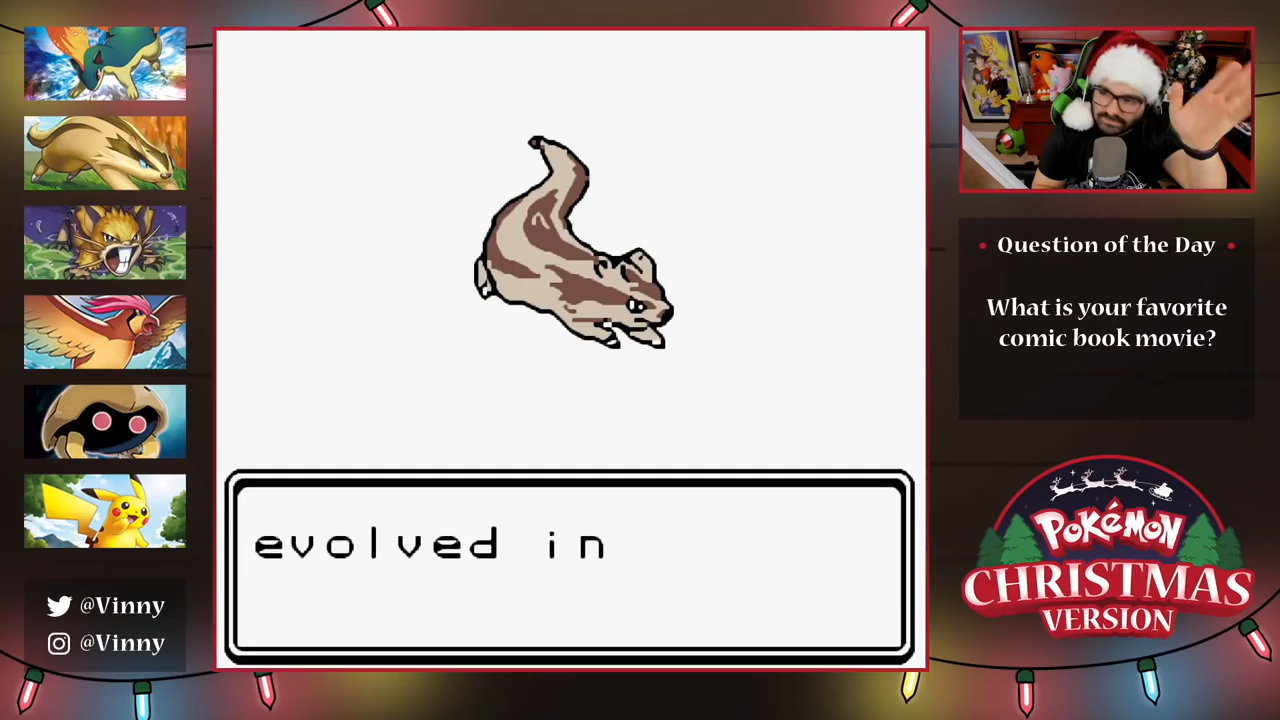 evolved in
@Vinny
@Vinny
• Question of the Day •
What is your favorite
comic book movie?
POKéMON
CHRISTMAS
VERSION